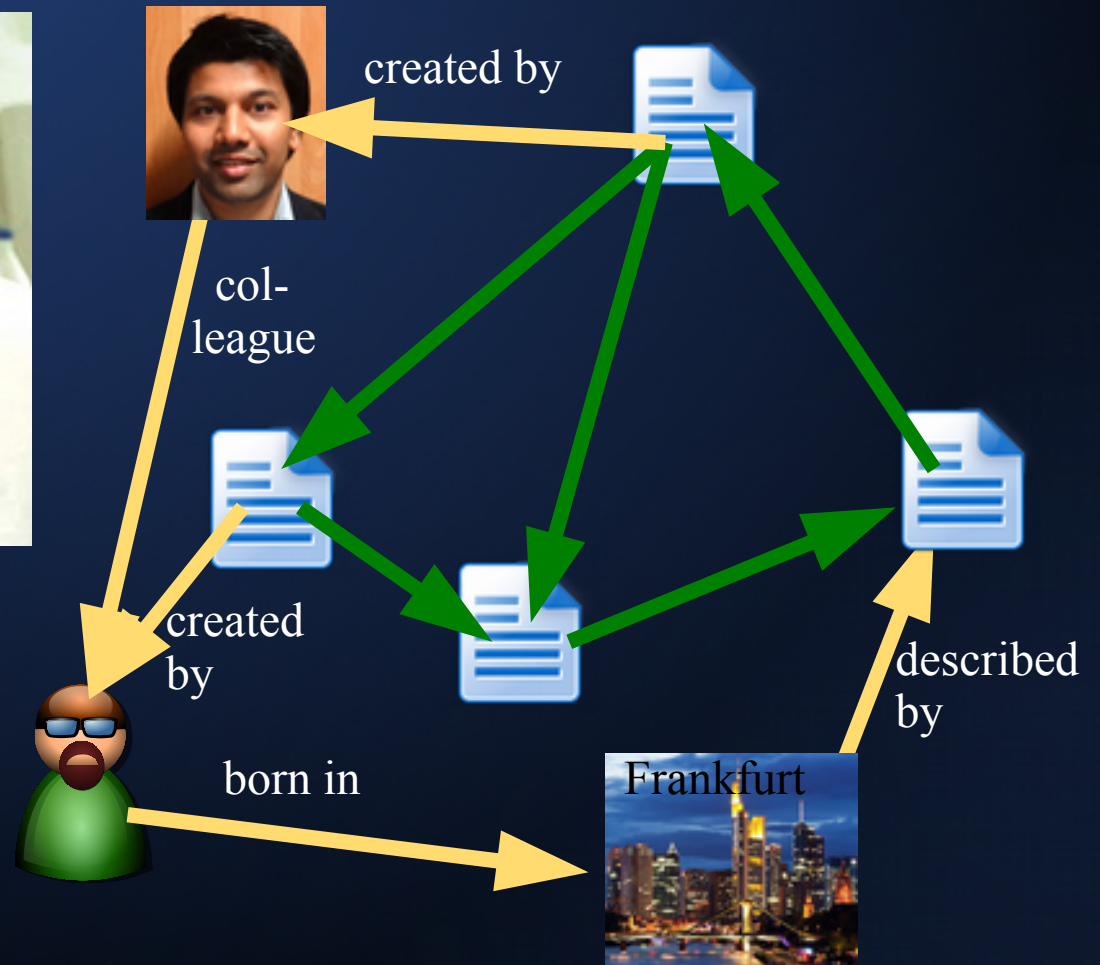 created by
col-
league
created
by
described
by
born in
Frankfurt